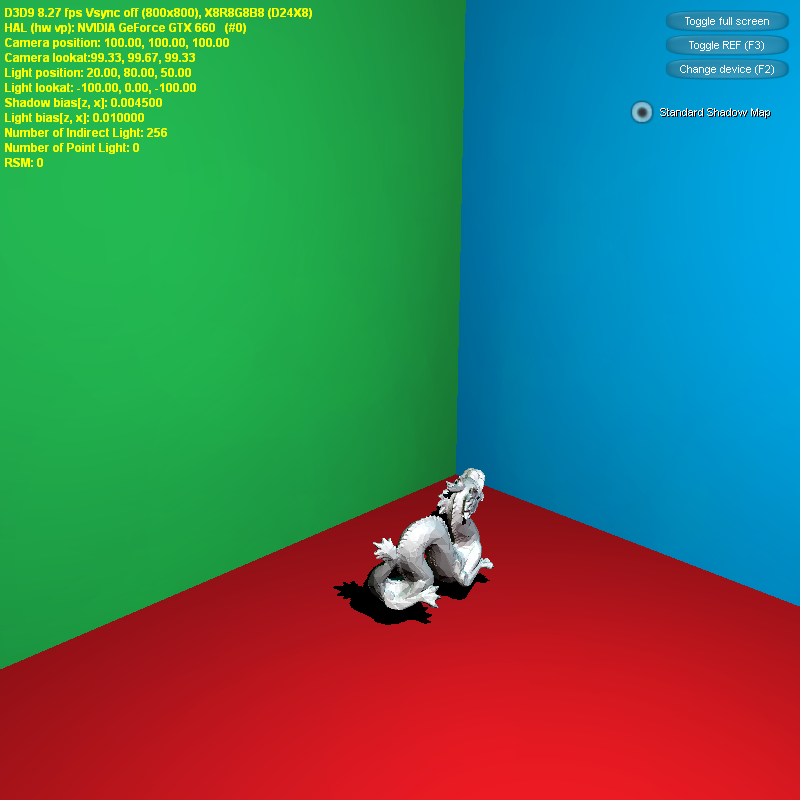 D3D9 8.27 fps Vsync off (800x800), X8R8G8B8 (D24X8)
HAL (hw vp): NVIDIA GeForce GTX 660 (#0)
Camera position: 100.00, 100.00, 100.00
Camera lookat:99.33, 99.67, 99.33
Light position: 20.00, 80.00, 50.00
Light lookat: -100.00, 0.00, -100.00
Shadow bias[z, x]: 0.004500
Light bias[z, x]: 0.010000
Number of Indirect Light: 256
Number of Point Light: 0
RSM: 0
Toggle full screen
Toggle REF (F3)
Change device (F2)
Standard Shadow Map